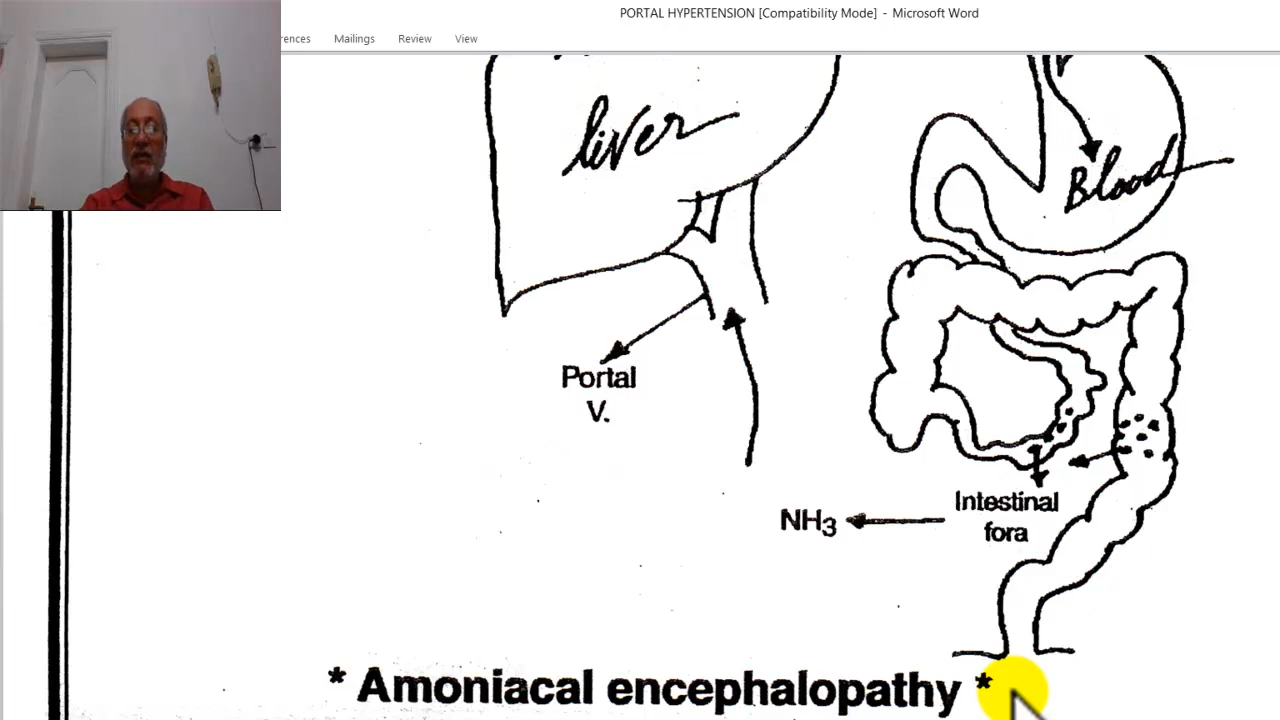 PORTAL HYPERTENSION [Compatibility Mode] - Microsoft Word
rences Mailings Review View
liver
Blood
Portal
V.
Intestinal
fora
NH3
* Amoniacal encephalopathy *